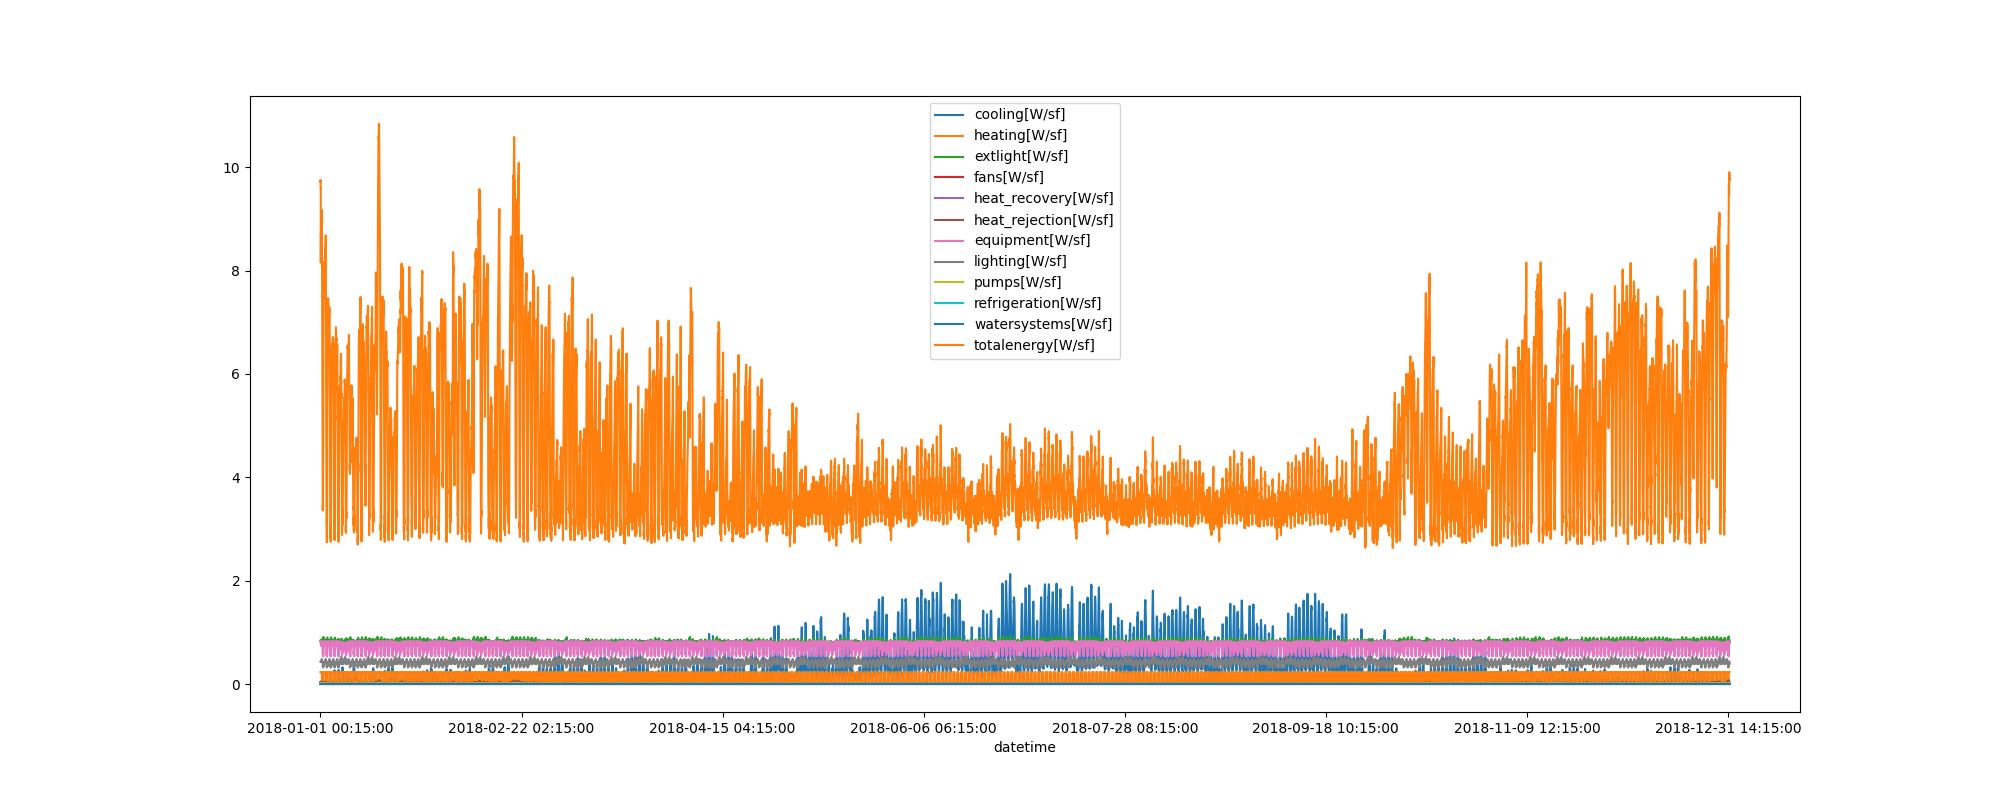 cooling[W/sf]
heating[W/sf]
extlight[W/sf]
fans[W/sf]
heat_recovery[W/sf]
heat_rejection[W/sf]
equipment[W/sf]
lighting[W/sf]
pumps[W/sf]
refrigeration[W/sf]
watersystems[W/sf]
totalenergy[W/sf]
10
8
6
4
2
0
2018-01-01 00:15:00 2018-02-22 02:15:00 2018-04-15 04:15:00 2018-06-06 06:15:00 2018-07-28 08:15:00 2018-09-18 10:15:00 2018-11-09 12:15:00 2018-12-31 14:15:00
datetime